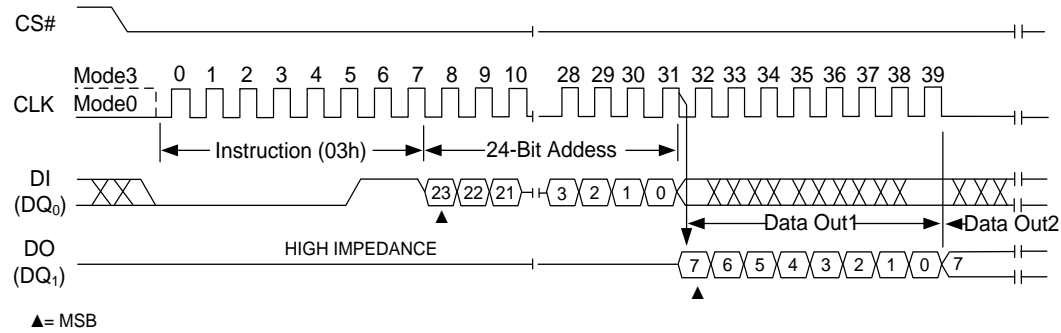 CS#
Mode3
0 1 2 3 4 5 6 7 8 9 10 28 29 30 31 32 33 34 35 36 37 38 39
CLK
Mode0
Instruction (03h)
24-Bit Addess
DI
(DQ0)
23 22 21 3 2 1 0
Data Out1
Data Out2
DO
(DQ1)
HIGH IMPEDANCE
7 6 5 4 3 2 1 0 7
▲= MSB